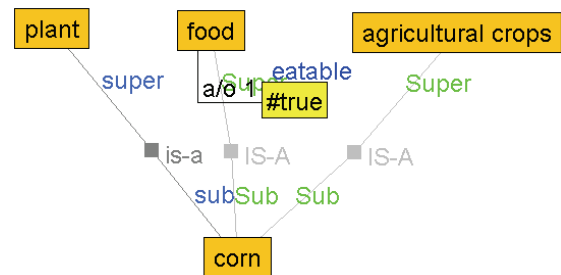 plant
food
agricultural crops
super
Super
eatable
Super
a/o 1
#true
is-a
IS-A
IS-A
sub
Sub
Sub
corn